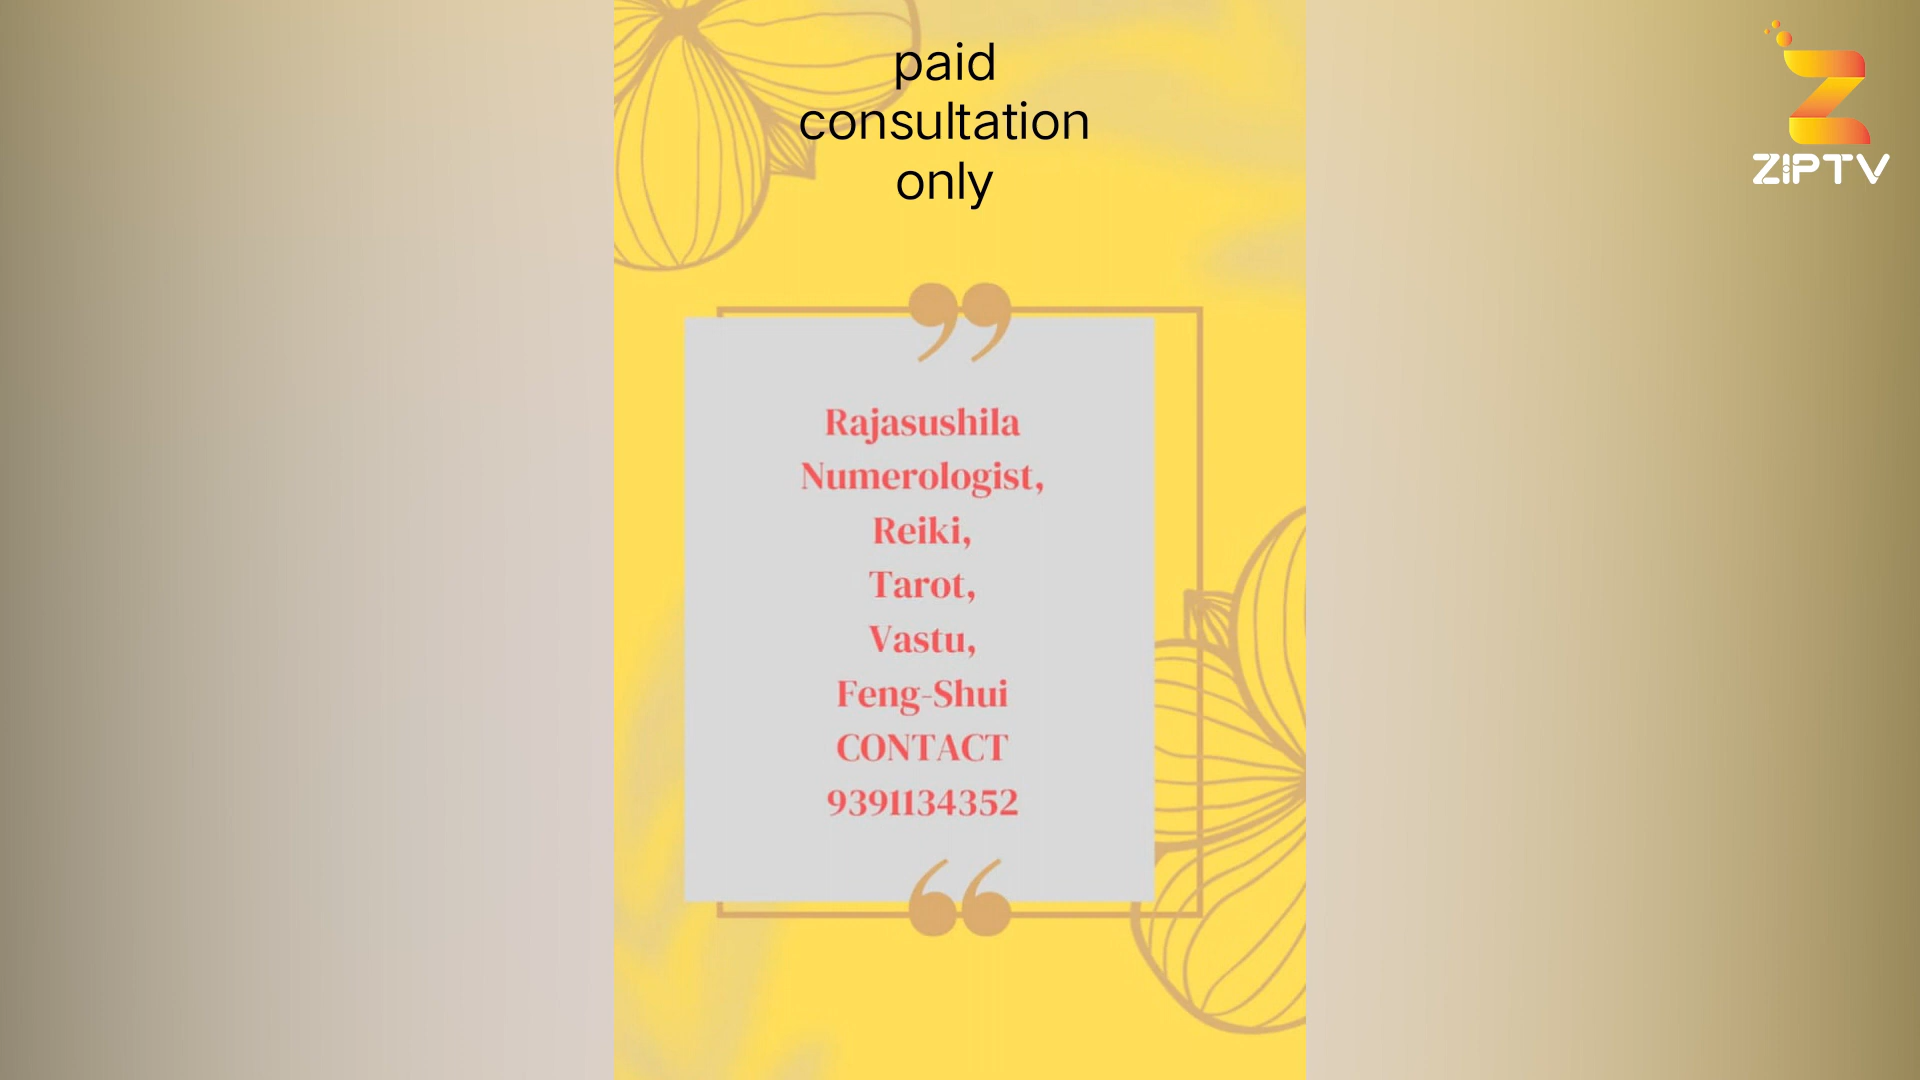 paid
consultation
only
ZIPTV
Rajasushila
Numerologist,
Reiki,
Tarot,
Vastu,
Feng-Shui
CONTACT
9391134352